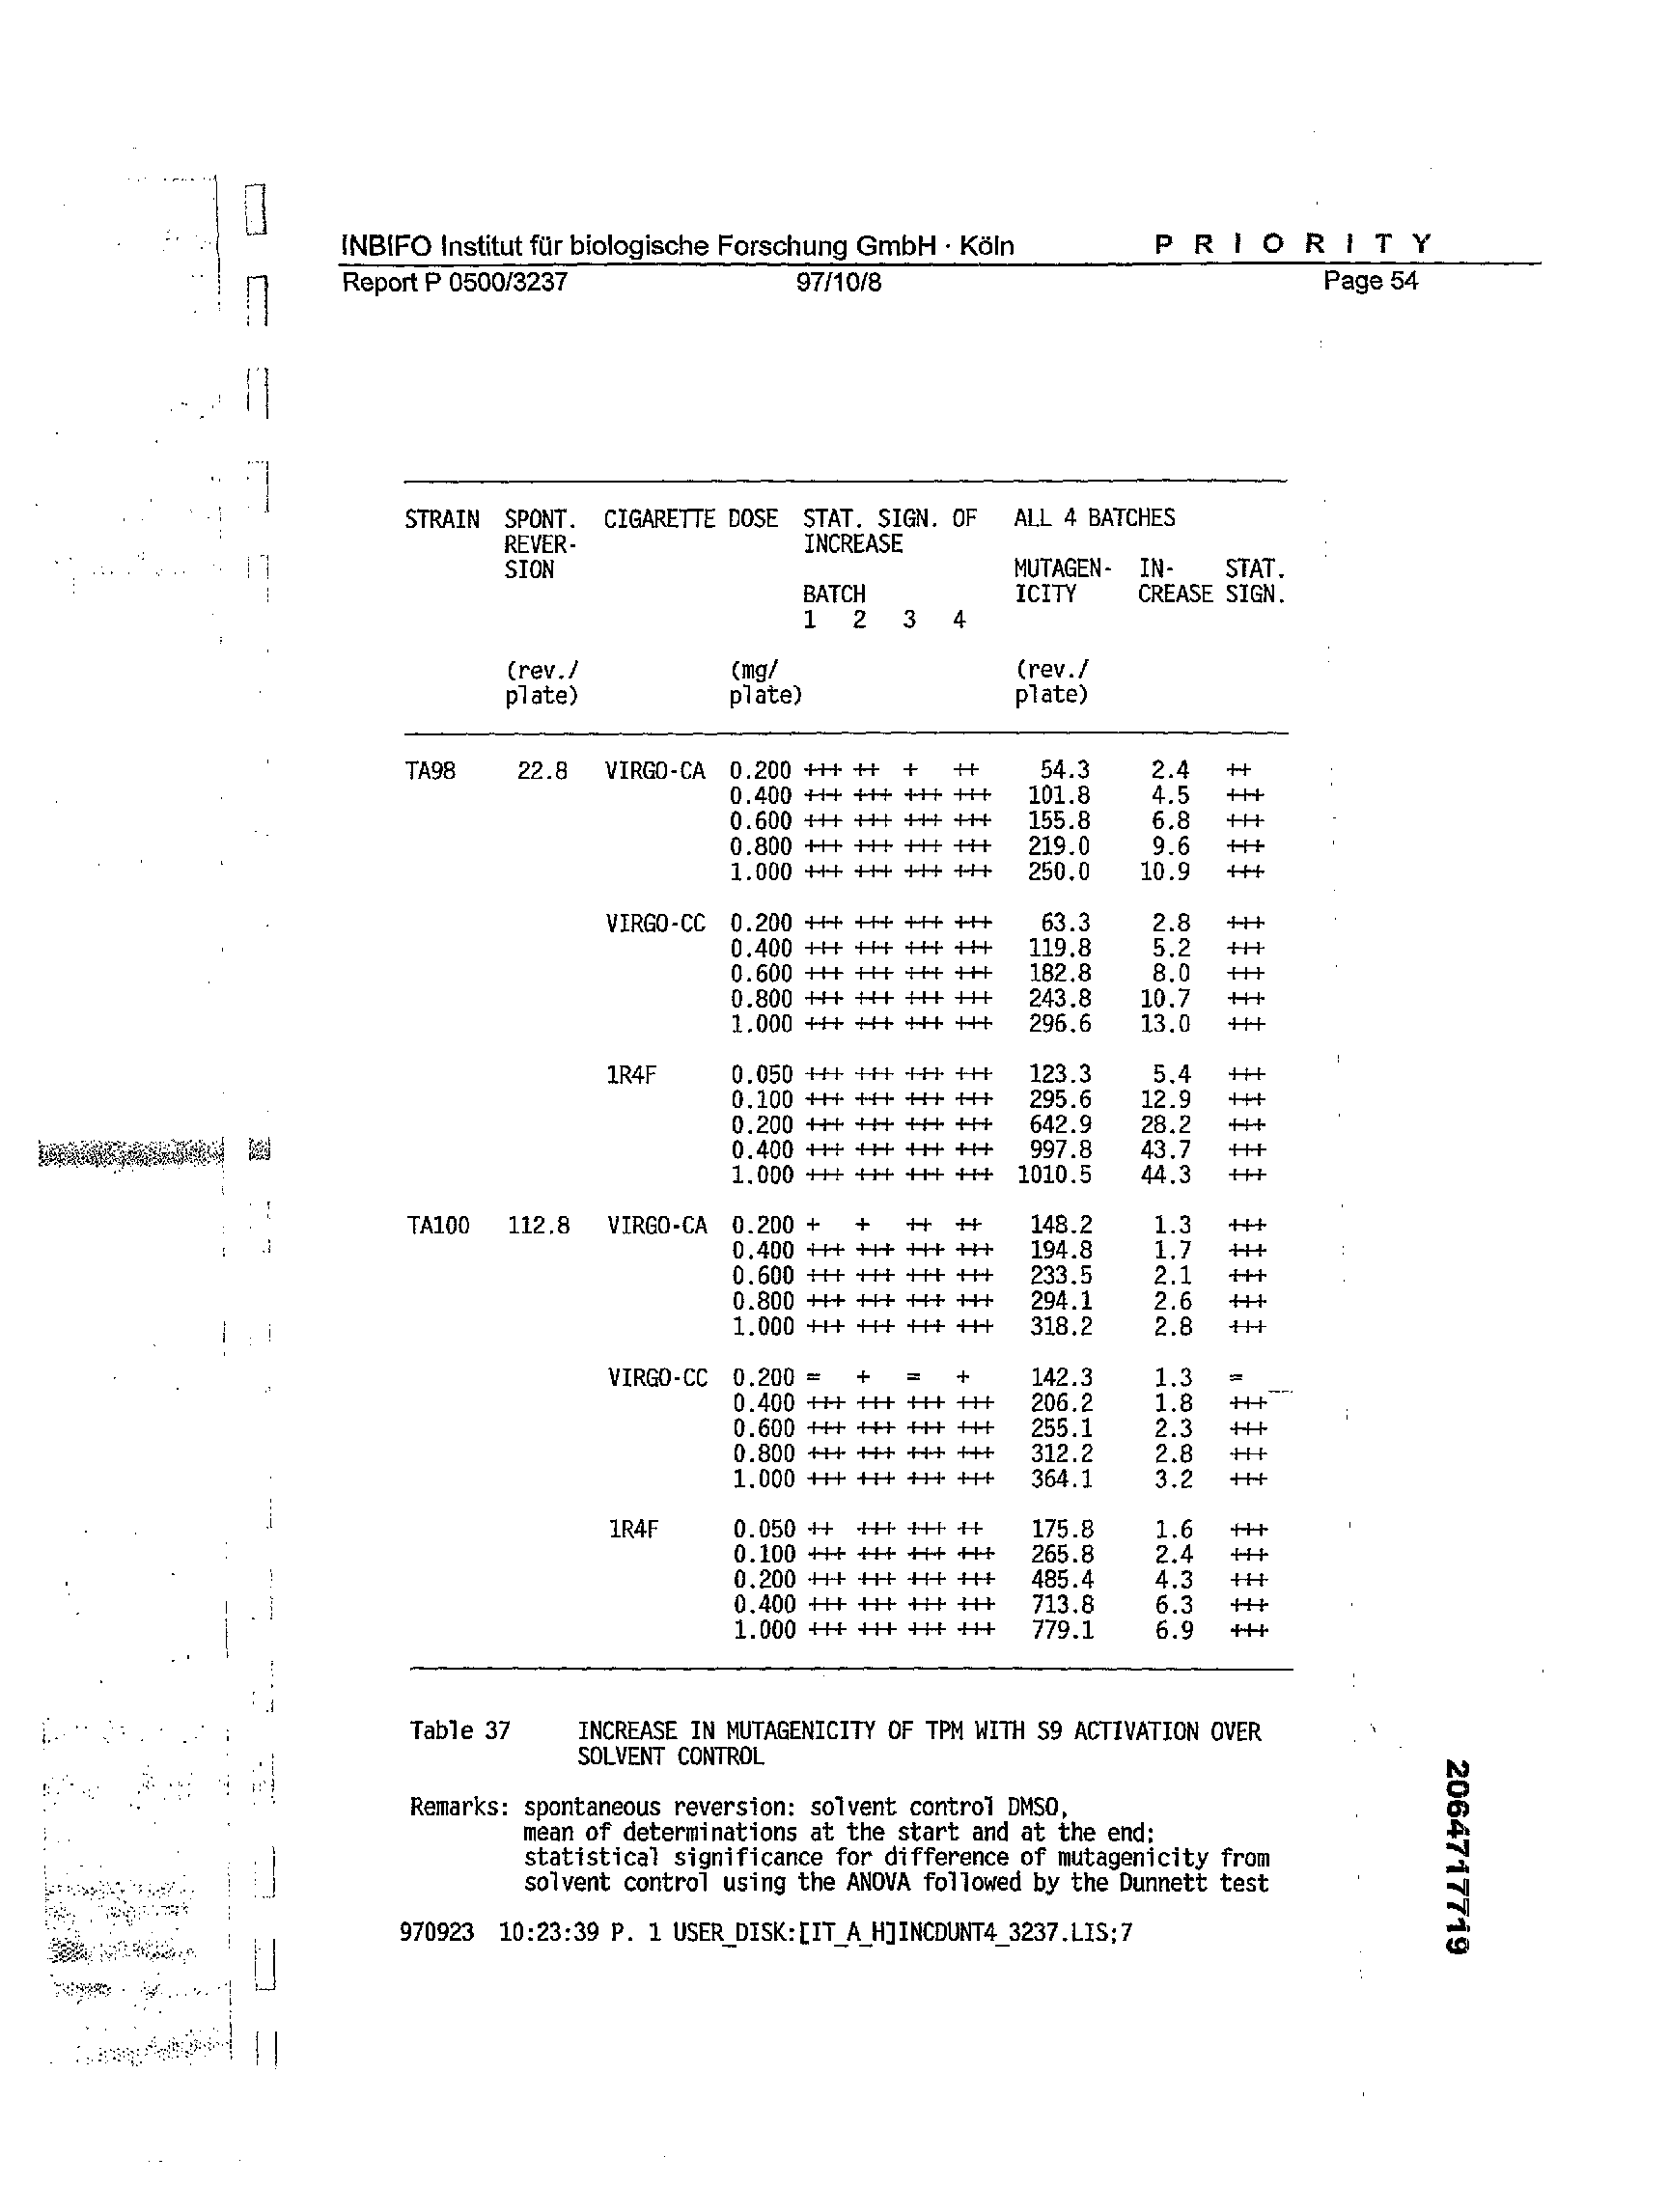 INBIFO Institut für biologische Forschung GmbH · Köln P R I O R I T Y
Report P 0500/3237 97/10/8 Page 54
STRAIN SPONT. CIGARETTE DOSE STAT. SIGN. OF ALL 4 BATCHES
REVER- INCREASE
SION MUTAGEN- IN- STAT.
BATCH ICITY CREASE SIGN.
1 2 3 4
(rev./ (mg/ (rev./
plate) plate) plate)
TA98 22.8 VIRGO-CA 0.200 +++ ++ + ++ 54.3 2.4 ++
0.400 +++ +++ +++ +++ 101.8 4.5 +++
0.600 +++ +++ +++ +++ 155.8 6.8 +++
0.800 +++ +++ +++ +++ 219.0 9.6 +++
1.000 +++ +++ +++ +++ 250.0 10.9 +++
VIRGO-CC 0.200 +++ +++ +++ +++ 63.3 2.8 +++
0.400 +++ +++ +++ +++ 119.8 5.2 +++
0.600 +++ +++ +++ +++ 182.8 8.0 +++
0.800 +++ +++ +++ +++ 243.8 10.7 +++
1.000 +++ +++ +++ +++ 296.6 13.0 +++
1R4F 0.050 +++ +++ +++ +++ 123.3 5.4 +++
0.100 +++ +++ +++ +++ 295.6 12.9 +++
0.200 +++ +++ +++ +++ 642.9 28.2 +++
0.400 +++ +++ +++ +++ 997.8 43.7 +++
1.000 +++ +++ +++ +++ 1010.5 44.3 +++
TA100 112.8 VIRGO-CA 0.200 + + ++ ++ 148.2 1.3 +++
0.400 +++ +++ +++ +++ 194.8 1.7 +++
0.600 +++ +++ +++ +++ 233.5 2.1 +++
0.800 +++ +++ +++ +++ 294.1 2.6 +++
1.000 +++ +++ +++ +++ 318.2 2.8 +++
VIRGO-CC 0.200 = + = + 142.3 1.3 =
0.400 +++ +++ +++ +++ 206.2 1.8 +++
0.600 +++ +++ +++ +++ 255.1 2.3 +++
0.800 +++ +++ +++ +++ 312.2 2.8 +++
1.000 +++ +++ +++ +++ 364.1 3.2 +++
1R4F 0.050 ++ +++ +++ ++ 175.8 1.6 +++
0.100 +++ +++ +++ +++ 265.8 2.4 +++
0.200 +++ +++ +++ +++ 485.4 4.3 +++
0.400 +++ +++ +++ +++ 713.8 6.3 +++
1.000 +++ +++ +++ +++ 779.1 6.9 +++
Table 37 INCREASE IN MUTAGENICITY OF TPM WITH S9 ACTIVATION OVER
SOLVENT CONTROL
Remarks: spontaneous reversion: solvent control DMSO,
mean of determinations at the start and at the end;
statistical significance for difference of mutagenicity from
solvent control using the ANOVA followed by the Dunnett test
970923 10:23:39 P. 1 USER_DISK:[IT_A_H]INCDUNT4_3237.LIS;7
2064717719